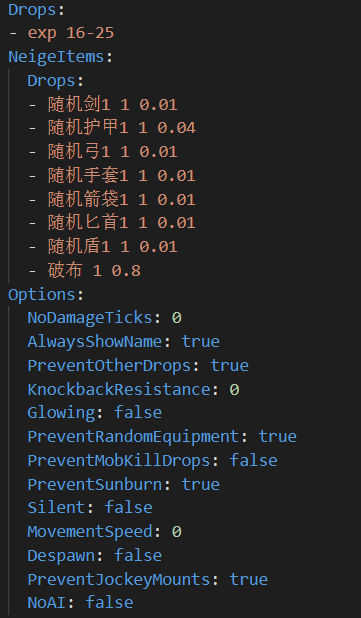 Drops:
- exp 16-25
NeigeItems:
  Drops:
  - 随机剑1 1 0.01
  - 随机护甲1 1 0.04
  - 随机弓1 1 0.01
  - 随机手套1 1 0.01
  - 随机箭袋1 1 0.01
  - 随机匕首1 1 0.01
  - 随机盾1 1 0.01
  - 破布 1 0.8
Options:
  NoDamageTicks: 0
  AlwaysShowName: true
  PreventOtherDrops: true
  KnockbackResistance: 0
  Glowing: false
  PreventRandomEquipment: true
  PreventMobKillDrops: false
  PreventSunburn: true
  Silent: false
  MovementSpeed: 0
  Despawn: false
  PreventJockeyMounts: true
  NoAI: false